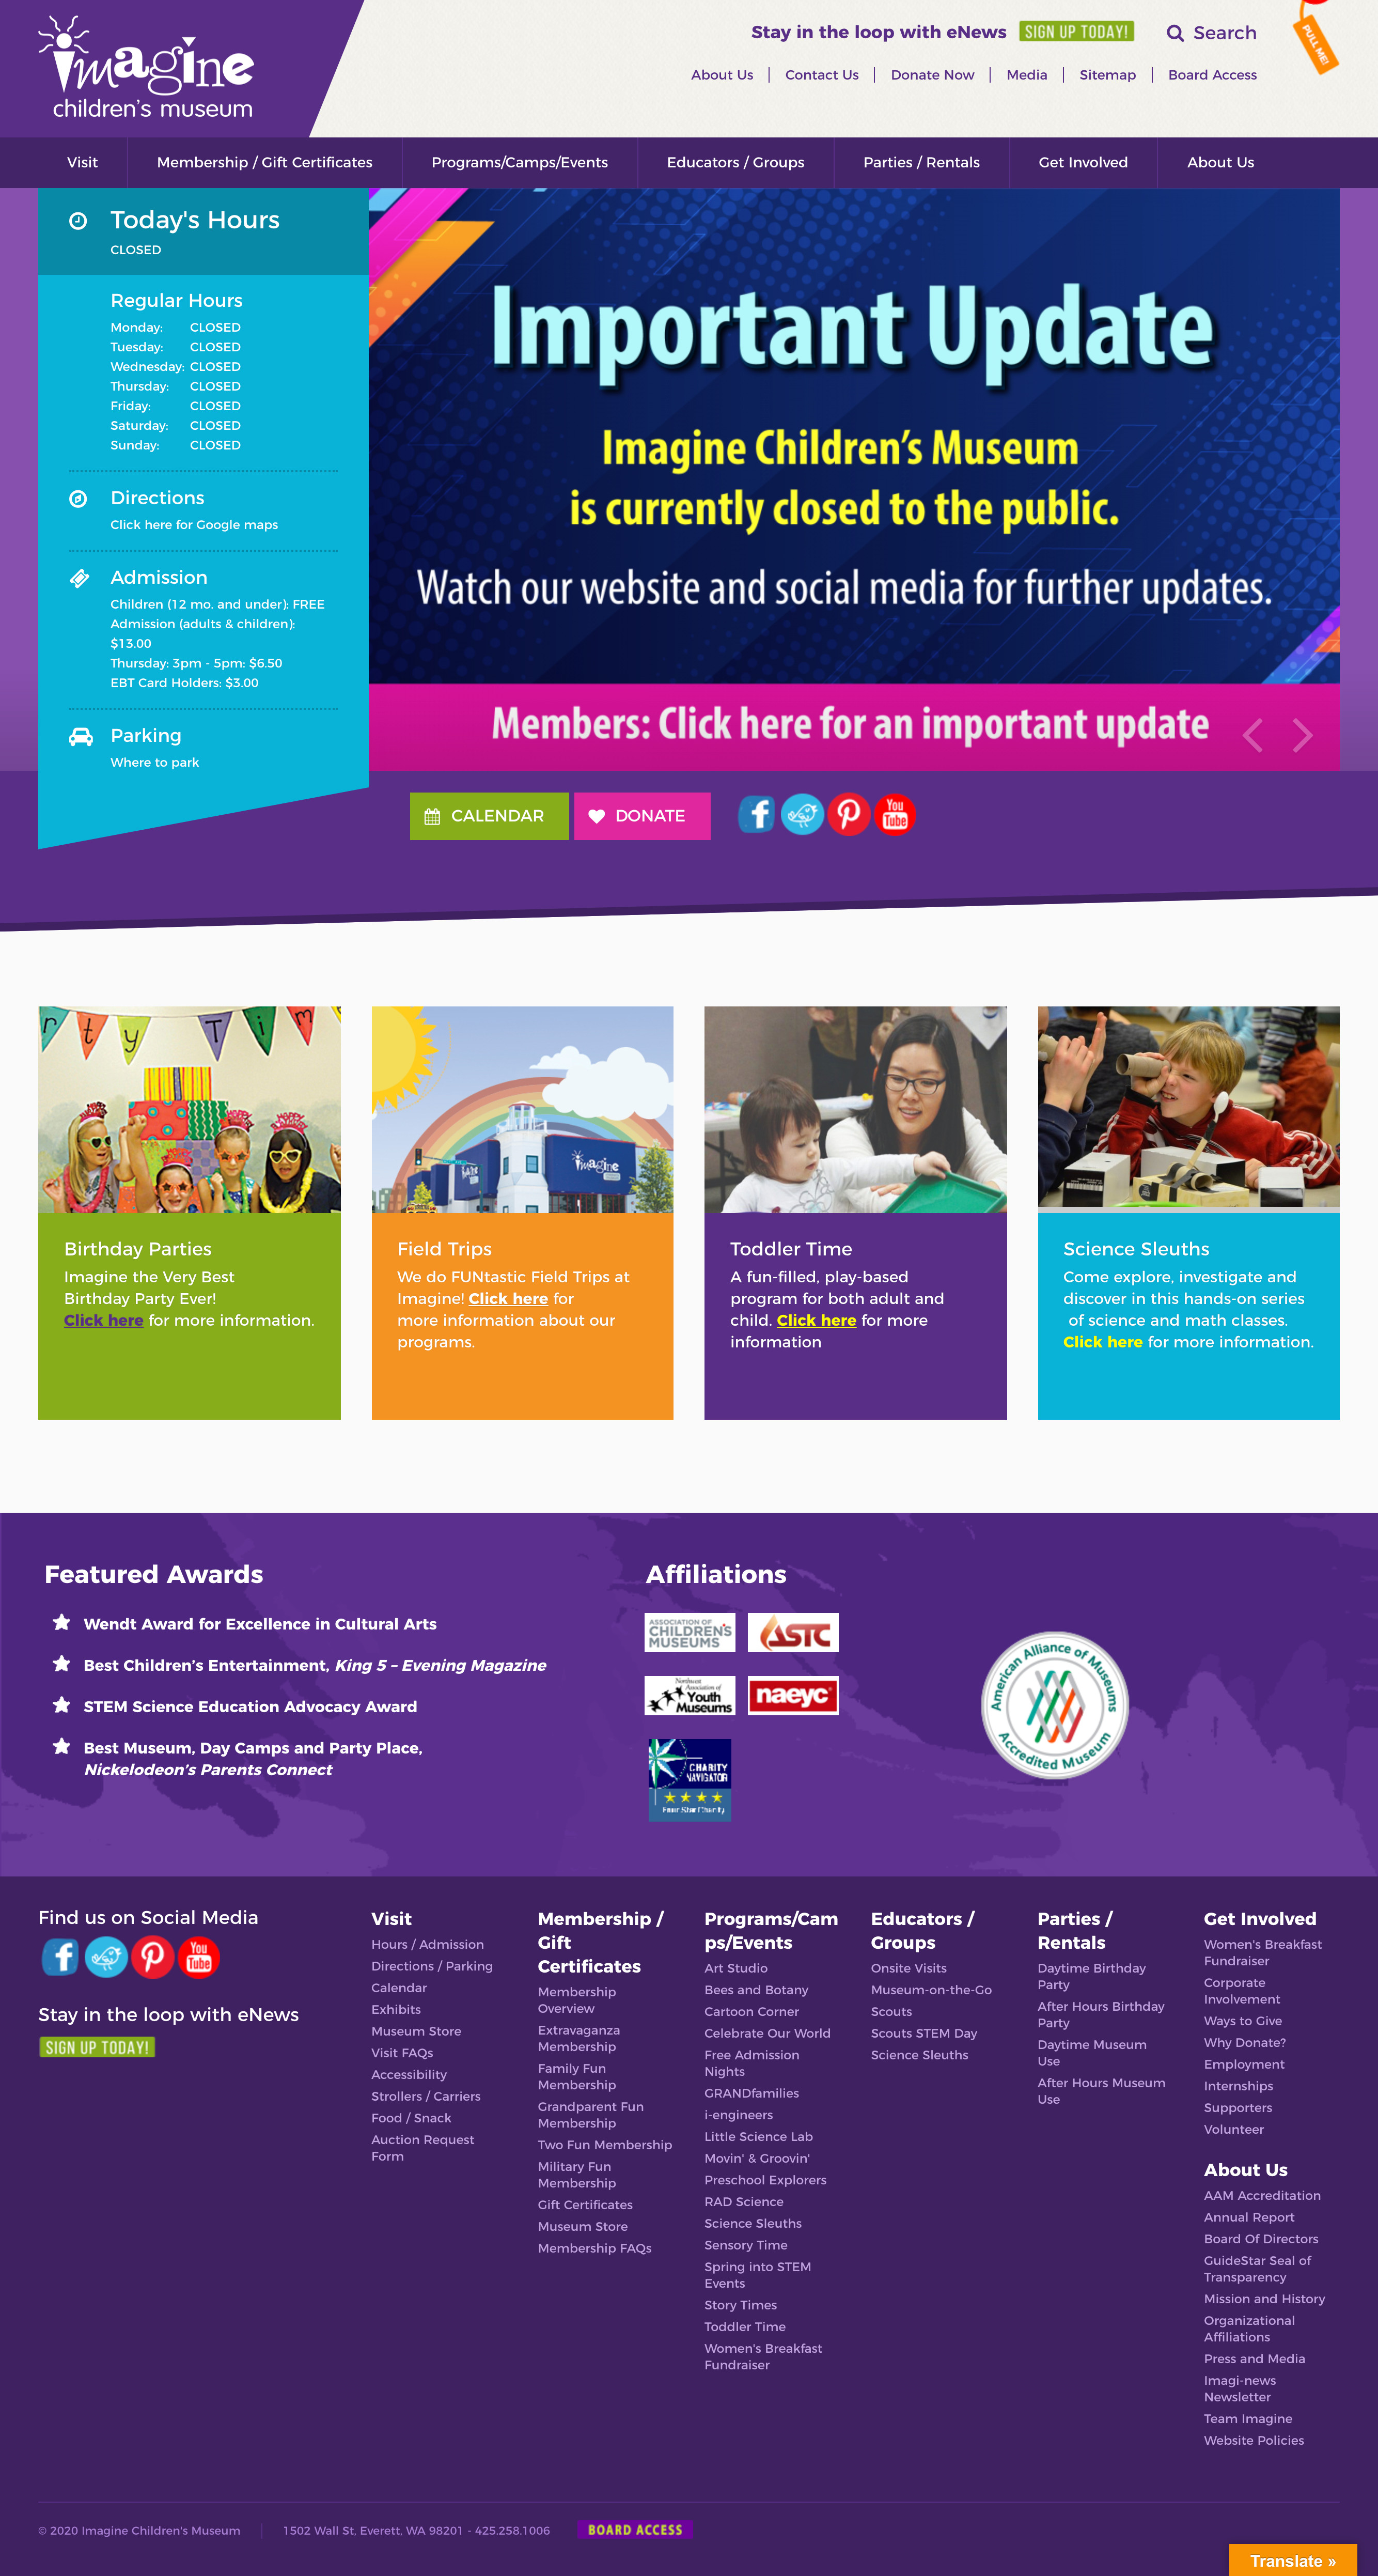 imagine
children's museum
Stay in the loop with eNews
SIGN UP TODAY!
Search
PULL ME!
About Us
Contact Us
Donate Now
Media
Sitemap
Board Access
Visit
Membership / Gift Certificates
Programs/Camps/Events
Educators / Groups
Parties / Rentals
Get Involved
About Us
Today's Hours
CLOSED
Regular Hours
Monday: CLOSED
Tuesday: CLOSED
Wednesday: CLOSED
Thursday: CLOSED
Friday: CLOSED
Saturday: CLOSED
Sunday: CLOSED
Directions
Click here for Google maps
Admission
Children (12 mo. and under): FREE
Admission (adults & children):
$13.00
Thursday: 3pm - 5pm: $6.50
EBT Card Holders: $3.00
Parking
Where to park
Important Update
Imagine Children's Museum
is currently closed to the public.
Watch our website and social media for further updates.
Members: Click here for an important update
CALENDAR
DONATE
f
You
Tube
rty Tim
imagine
Birthday Parties
Imagine the Very Best
Birthday Party Ever!
Click here for more information.
Field Trips
We do FUNtastic Field Trips at
Imagine! Click here for
more information about our
programs.
Toddler Time
A fun-filled, play-based
program for both adult and
child. Click here for more
information
Science Sleuths
Come explore, investigate and
discover in this hands-on series
of science and math classes.
Click here for more information.
Featured Awards
Wendt Award for Excellence in Cultural Arts
Best Children's Entertainment, King 5 – Evening Magazine
STEM Science Education Advocacy Award
Best Museum, Day Camps and Party Place,
Nickelodeon's Parents Connect
Affiliations
ASSOCIATION OF
CHILDREN'S
MUSEUMS
ASTC
Northwest
Association of
Youth
Museums
naeyc
CHARITY
NAVIGATOR
Four Star Charity
American Alliance of Museums
Accredited Museum
Find us on Social Media
f
You
Tube
Stay in the loop with eNews
SIGN UP TODAY!
Visit
Hours / Admission
Directions / Parking
Calendar
Exhibits
Museum Store
Visit FAQs
Accessibility
Strollers / Carriers
Food / Snack
Auction Request
Form
Membership /
Gift
Certificates
Membership
Overview
Extravaganza
Membership
Family Fun
Membership
Grandparent Fun
Membership
Two Fun Membership
Military Fun
Membership
Gift Certificates
Museum Store
Membership FAQs
Programs/Cam
ps/Events
Art Studio
Bees and Botany
Cartoon Corner
Celebrate Our World
Free Admission
Nights
GRANDfamilies
i-engineers
Little Science Lab
Movin' & Groovin'
Preschool Explorers
RAD Science
Science Sleuths
Sensory Time
Spring into STEM
Events
Story Times
Toddler Time
Women's Breakfast
Fundraiser
Educators /
Groups
Onsite Visits
Museum-on-the-Go
Scouts
Scouts STEM Day
Science Sleuths
Parties /
Rentals
Daytime Birthday
Party
After Hours Birthday
Party
Daytime Museum
Use
After Hours Museum
Use
Get Involved
Women's Breakfast
Fundraiser
Corporate
Involvement
Ways to Give
Why Donate?
Employment
Internships
Supporters
Volunteer
About Us
AAM Accreditation
Annual Report
Board Of Directors
GuideStar Seal of
Transparency
Mission and History
Organizational
Affiliations
Press and Media
Imagi-news
Newsletter
Team Imagine
Website Policies
© 2020 Imagine Children's Museum
1502 Wall St, Everett, WA 98201 - 425.258.1006
BOARD ACCESS
Translate »